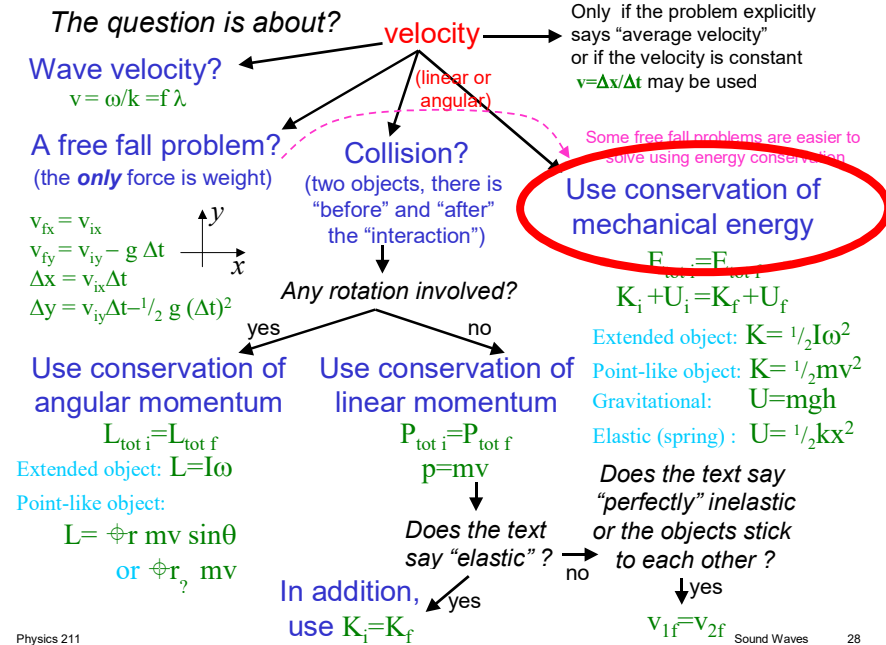 The question is about?
velocity
Only if the problem explicitly
says “average velocity”
or if the velocity is constant
v=Δx/Δt may be used
Wave velocity?
v = ω/k =f λ
(linear or
angular)
A free fall problem?
(the only force is weight)
v_fx = v_ix
v_fy = v_iy – g Δt
Δx = v_ixΔt
Δy = v_iyΔt–1/2 g (Δt)²
y
x
Collision?
(two objects, there is
“before” and “after”
the “interaction”)
Some free fall problems are easier to
solve using energy conservation
Use conservation of
mechanical energy
E_tot i=E_tot f
K_i +U_i =K_f +U_f
Extended object: K= 1/2Iω²
Point-like object: K= 1/2mv²
Gravitational: U=mgh
Elastic (spring) : U= 1/2kx²
Any rotation involved?
yes
no
Use conservation of
angular momentum
L_tot i=L_tot f
Extended object: L=Iω
Point-like object:
L= ⌖r mv sinθ
or ⌖r_? mv
Use conservation of
linear momentum
P_tot i=P_tot f
p=mv
Does the text
say “elastic” ?
yes
no
In addition,
use K_i=K_f
Does the text say
“perfectly” inelastic
or the objects stick
to each other ?
yes
v_1f=v_2f
Physics 211
Sound Waves
28